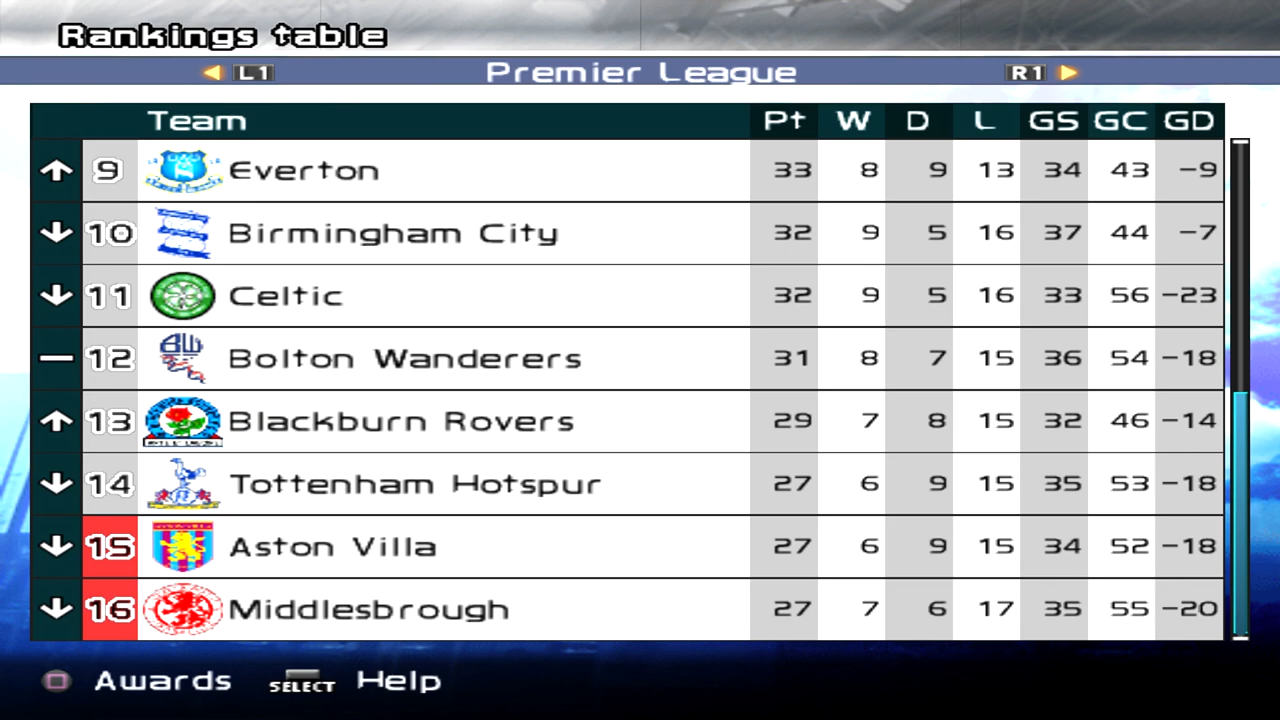 Rankings table
L1 Premier League R1
Team Pt W D L GS GC GD
9 Everton 33 8 9 13 34 43 -9
10 Birmingham City 32 9 5 16 37 44 -7
11 Celtic 32 9 5 16 33 56 -23
12 BW Bolton Wanderers 31 8 7 15 36 54 -18
13 Blackburn Rovers 29 7 8 15 32 46 -14
14 Tottenham Hotspur 27 6 9 15 35 53 -18
15 Aston Villa 27 6 9 15 34 52 -18
16 Middlesbrough 27 7 6 17 35 55 -20
Awards SELECT Help